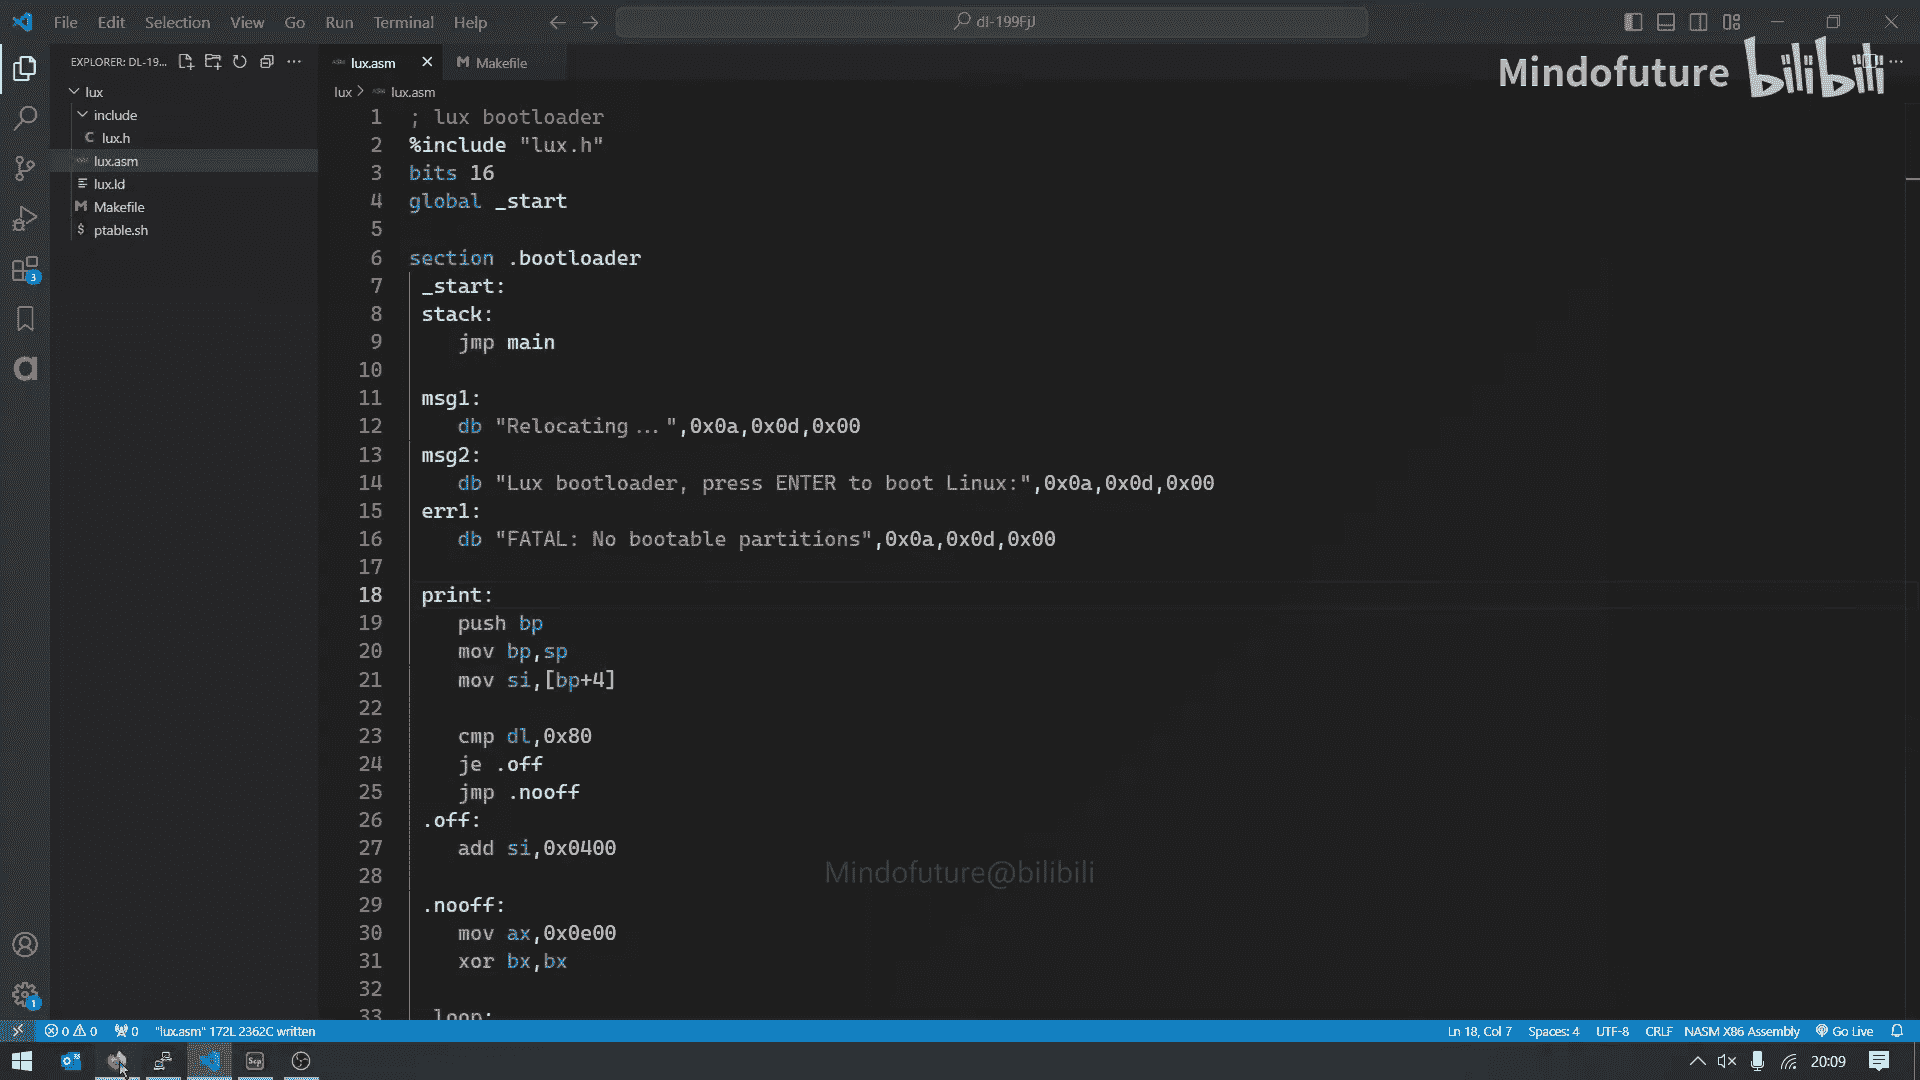 File Edit Selection View Go Run Terminal Help
dl-199FjJ
EXPLORER: DL-19...
lux.asm
Makefile
Mindofuture bilibili
lux
lux > lux.asm
include
lux.h
lux.asm
lux.ld
Makefile
ptable.sh
1 ; lux bootloader
2 %include "lux.h"
3 bits 16
4 global _start
5
6 section .bootloader
7 _start:
8 stack:
9 jmp main
10
11 msg1:
12 db "Relocating...",0x0a,0x0d,0x00
13 msg2:
14 db "Lux bootloader, press ENTER to boot Linux:",0x0a,0x0d,0x00
15 err1:
16 db "FATAL: No bootable partitions",0x0a,0x0d,0x00
17
18 print:
19 push bp
20 mov bp,sp
21 mov si,[bp+4]
22
23 cmp dl,0x80
24 je .off
25 jmp .nooff
26 .off:
27 add si,0x0400
28
Mindofuture@bilibili
29 .nooff:
30 mov ax,0x0e00
31 xor bx,bx
32
33 .loop:
3
1
0 0 0 "lux.asm" 172L 2362C written
Ln 18, Col 7 Spaces: 4 UTF-8 CRLF NASM X86 Assembly Go Live
20:09